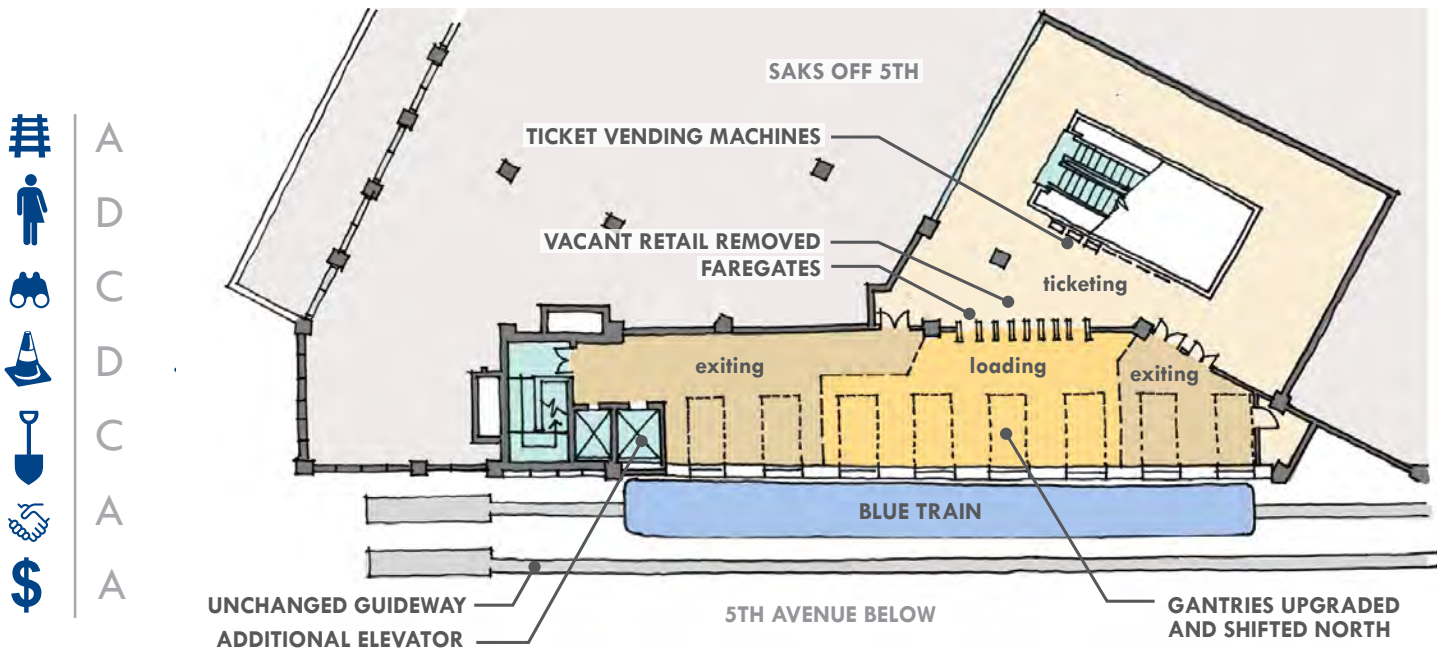 A
D
C
D
C
A
$ A
SAKS OFF 5TH
TICKET VENDING MACHINES
VACANT RETAIL REMOVED
FAREGATES
ticketing
exiting
loading
exiting
BLUE TRAIN
UNCHANGED GUIDEWAY
ADDITIONAL ELEVATOR
5TH AVENUE BELOW
GANTRIES UPGRADED
AND SHIFTED NORTH